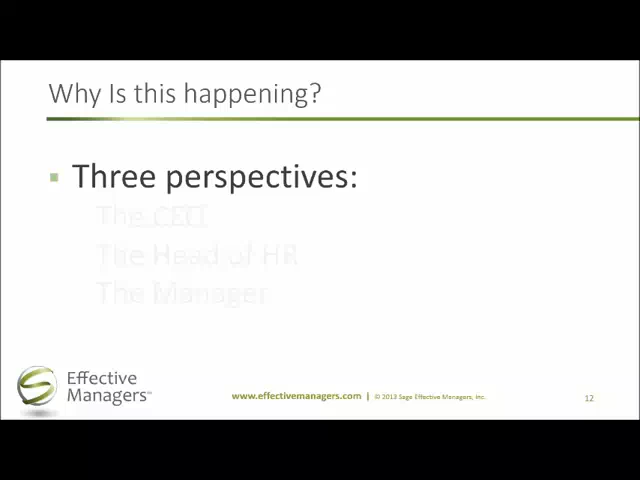 Why Is this happening?
Three perspectives:
The CEO
The Head of HR
The Manager
Effective
Managers℠
www.effectivemanagers.com | © 2013 Sage Effective Managers, Inc.
12